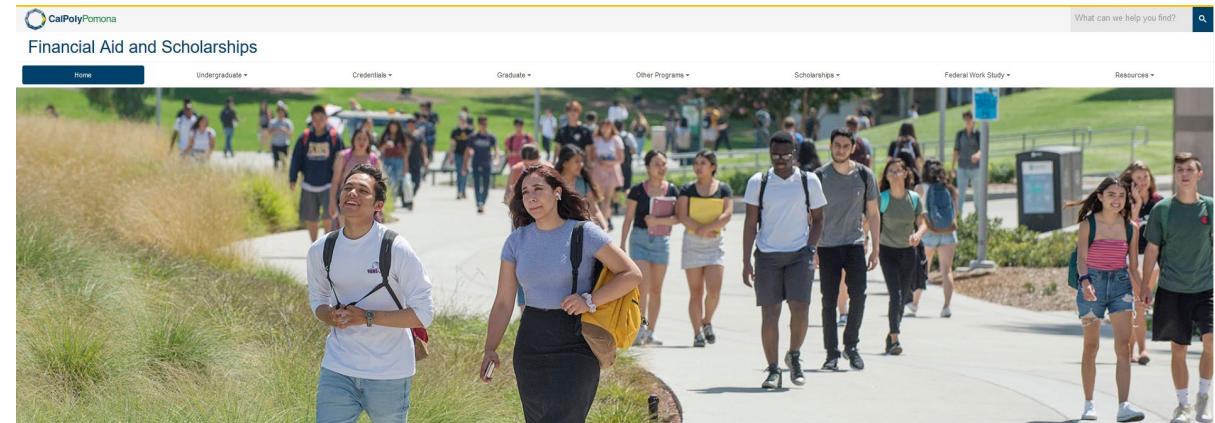 CalPolyPomona
What can we help you find?
Financial Aid and Scholarships
Home Undergraduate Credentials Graduate Other Programs Scholarships Federal Work Study Resources